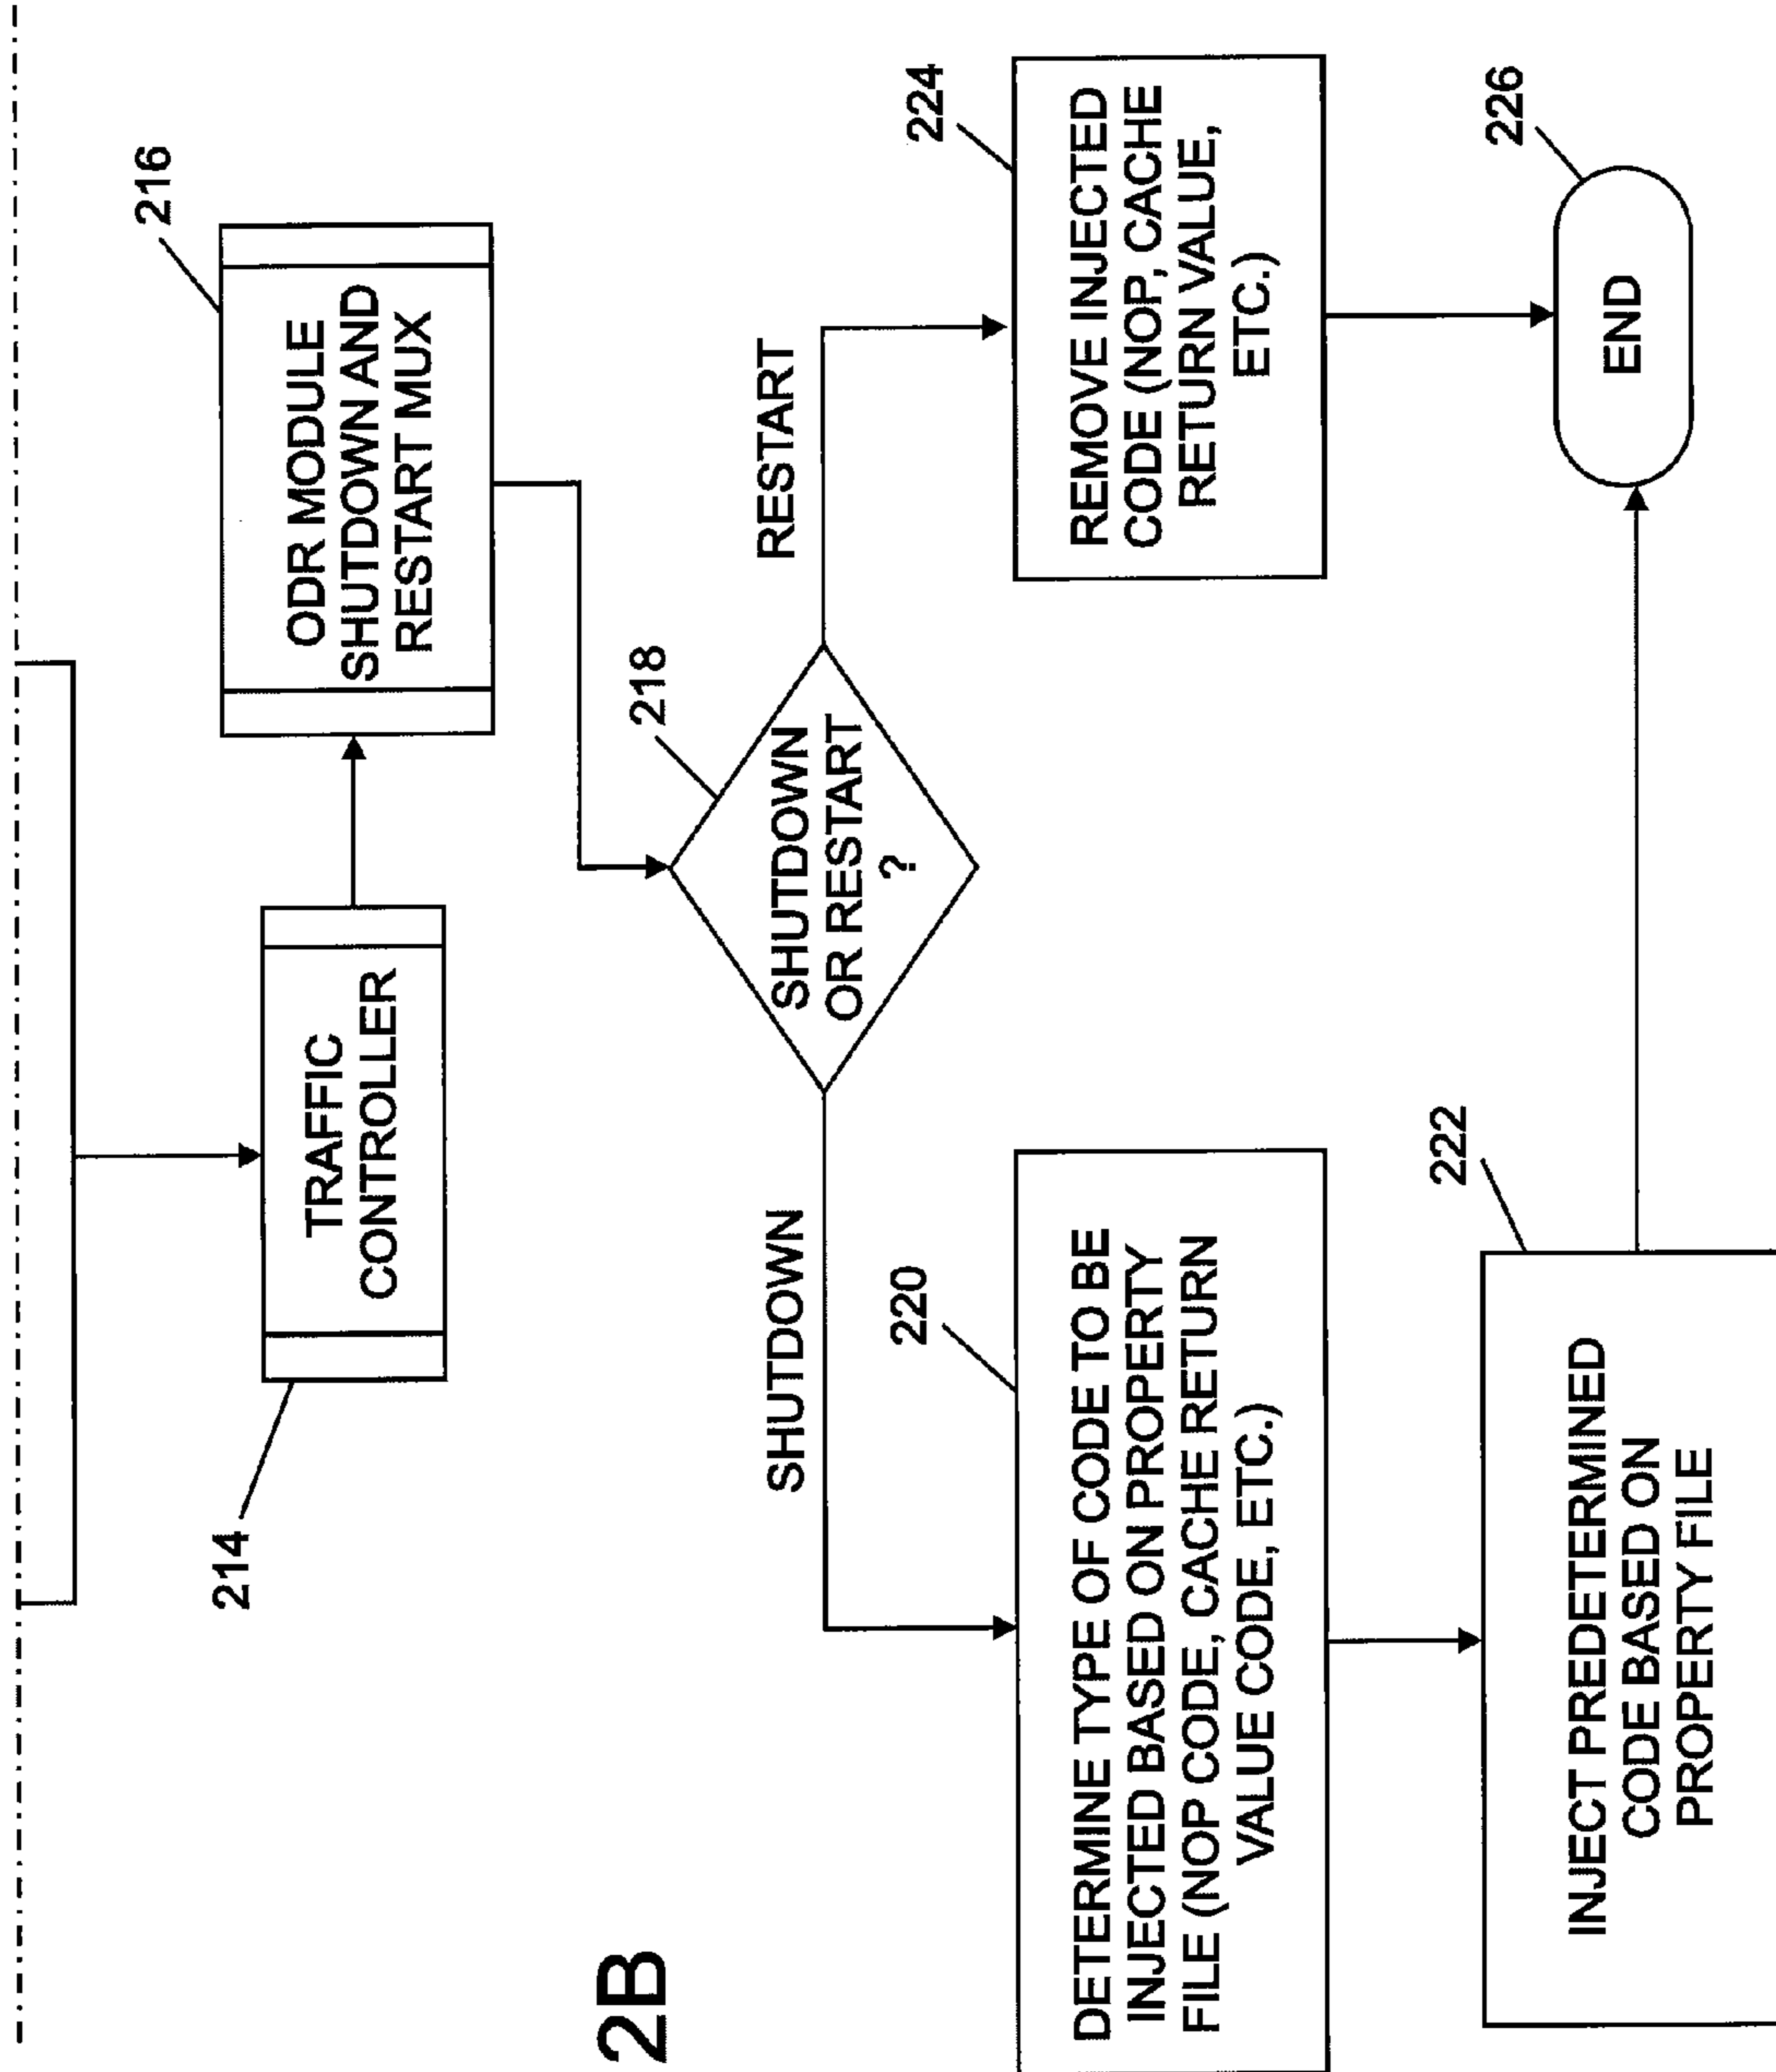 214
TRAFFIC
CONTROLLER
216
ODR MODULE
SHUTDOWN AND
RESTART MUX
218
SHUTDOWN
OR RESTART
?
SHUTDOWN
RESTART
220
DETERMINE TYPE OF CODE TO BE
INJECTED BASED ON PROPERTY
FILE (NOP CODE, CACHE RETURN
VALUE CODE, ETC.)
224
REMOVE INJECTED
CODE (NOP, CACHE
RETURN VALUE,
ETC.)
222
INJECT PREDETERMINED
CODE BASED ON
PROPERTY FILE
226
END
2B